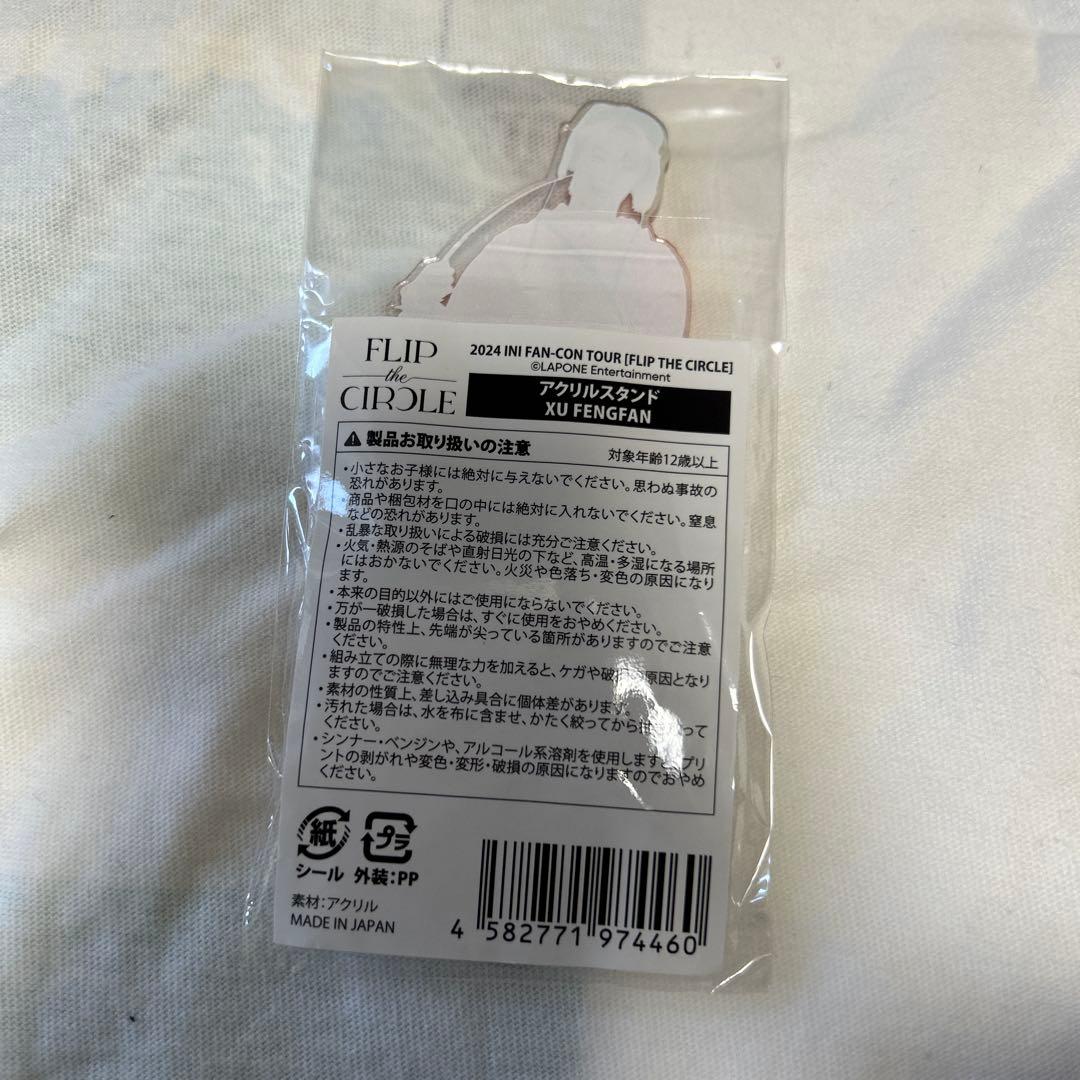 FLIP
the
CIRCLE
2024 INI FAN-CON TOUR [FLIP THE CIRCLE]
©LAPONE Entertainment
アクリルスタンド
XU FENGFAN
製品お取り扱いの注意
対象年齢12歳以上
・小さなお子様には絶対に与えないでください。思わぬ事故の
恐れがあります。
・商品や梱包材を口の中には絶対に入れないでください。窒息
などの恐れがあります。
・乱暴な取り扱いによる破損には充分ご注意ください。
・火気・熱源のそばや直射日光の下など、高温・多湿になる場所
にはおかないでください。火災や色落ち・変色の原因になり
ます。
・本来の目的以外にはご使用にならないでください。
・万が一破損した場合は、すぐに使用をおやめください。
・製品の特性上、先端が尖っている箇所がありますのでご注意
ください。
・組み立ての際に無理な力を加えると、ケガや破 原因となり
ますのでご注意ください。
・素材の性質上、差し込み具合に個体差があります。
・汚れた場合は、水を布に含ませ、かたく絞ってから って
ください。
・シンナー・ベンジンや、アルコール系溶剤を使用します プリ
ントの剥がれや変色・変形・破損の原因になりますのでおやめ
ください。
紙
プラ
シール 外装:PP
素材:アクリル
MADE IN JAPAN
4 582771 974460